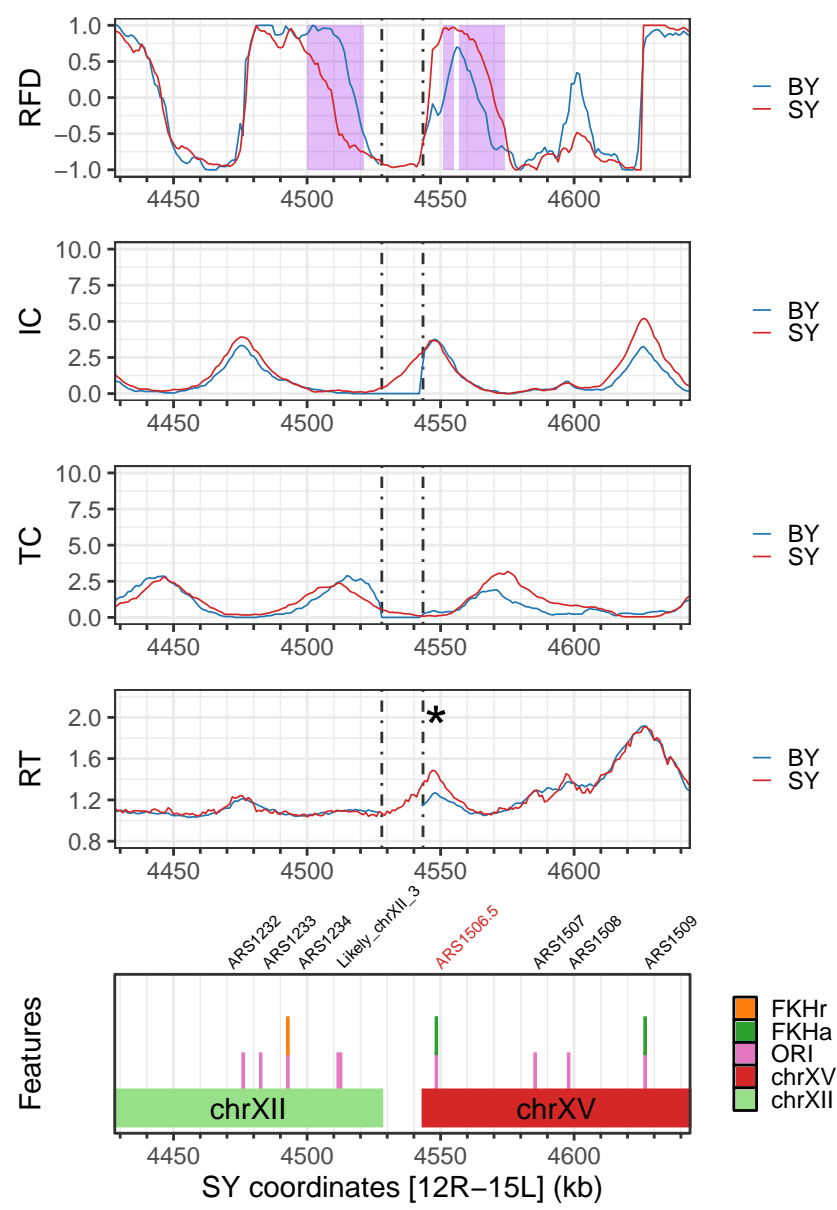 RFD
1.0
0.5
0.0
−0.5
−1.0
4450 4500 4550 4600
BY
SY
IC
10.0
7.5
5.0
2.5
0.0
4450 4500 4550 4600
BY
SY
TC
10.0
7.5
5.0
2.5
0.0
4450 4500 4550 4600
BY
SY
RT
2.0
1.6
1.2
0.8
*
4450 4500 4550 4600
BY
SY
Features
ARS1232
ARS1233
ARS1234
Likely_chrXII_3
ARS1506.5
ARS1507
ARS1508
ARS1509
chrXII chrXV
FKHr
FKHa
ORI
chrXV
chrXII
4450 4500 4550 4600
SY coordinates [12R−15L] (kb)